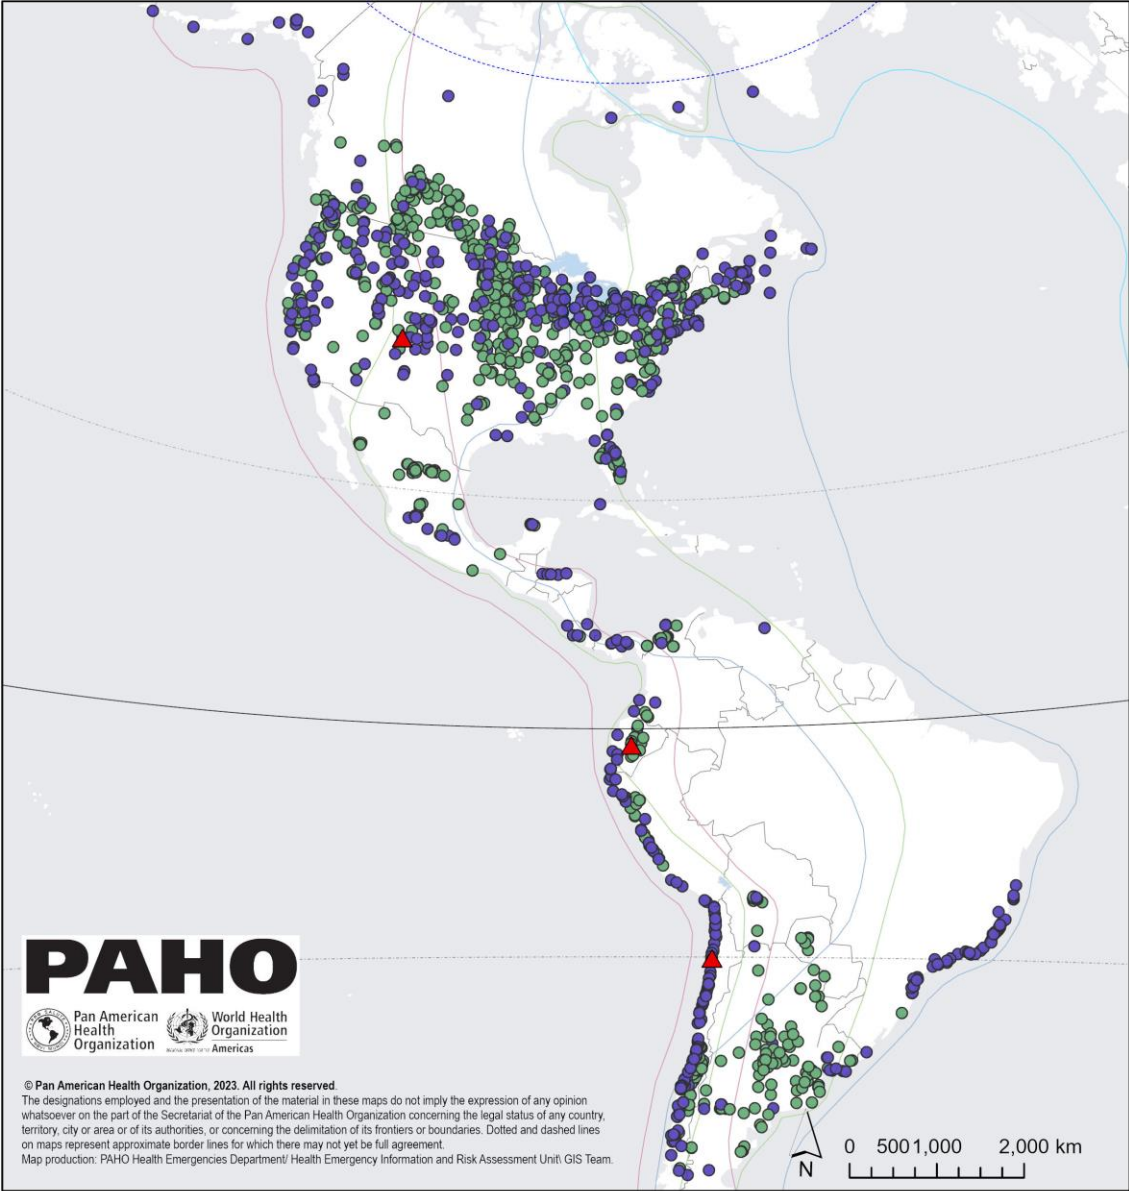 PAHO
Pan American
Health
Organization
World Health
Organization
Americas
© Pan American Health Organization, 2023. All rights reserved.
The designations employed and the presentation of the material in these maps do not imply the expression of any opinion
whatsoever on the part of the Secretariat of the Pan American Health Organization concerning the legal status of any country,
territory, city or area or of its authorities, or concerning the delimitation of its frontiers or boundaries. Dotted and dashed lines
on maps represent approximate border lines for which there may not yet be full agreement.
Map production: PAHO Health Emergencies Department/ Health Emergency Information and Risk Assessment Unit\ GIS Team.
N
0 500 1,000 2,000 km